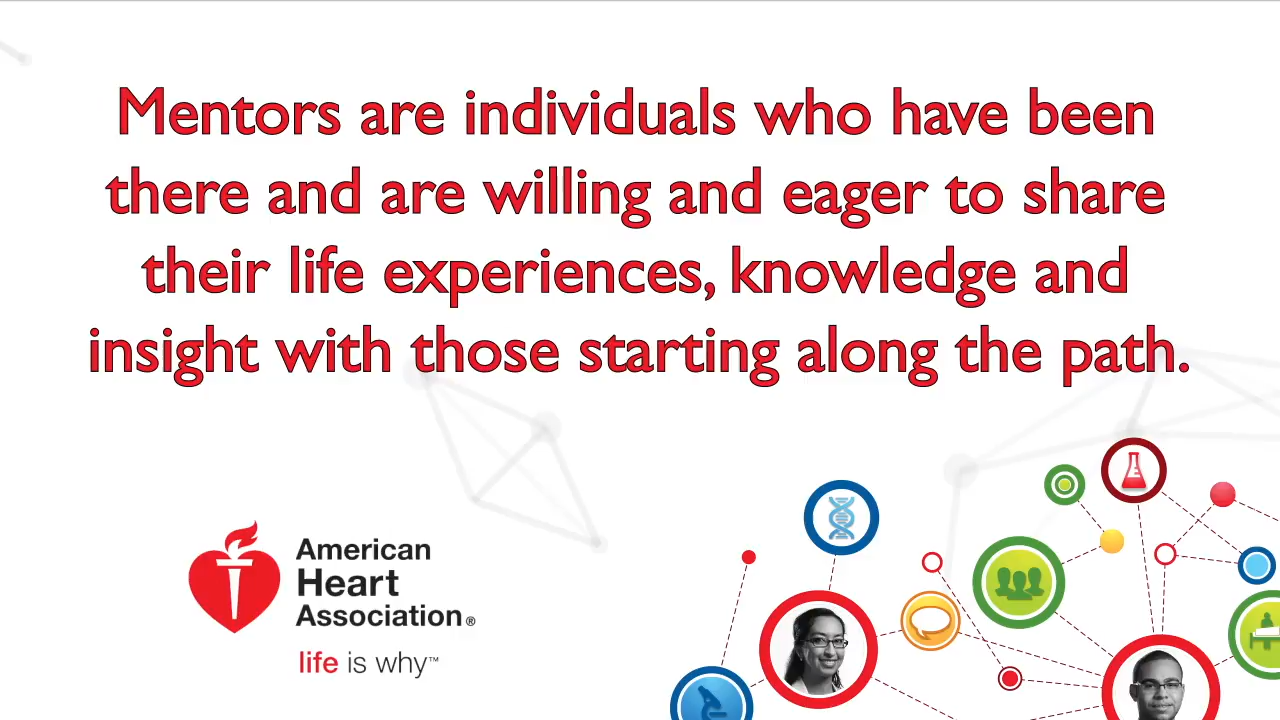 Mentors are individuals who have been
there and are willing and eager to share
their life experiences, knowledge and
insight with those starting along the path.
American
Heart
Association®
life is why™